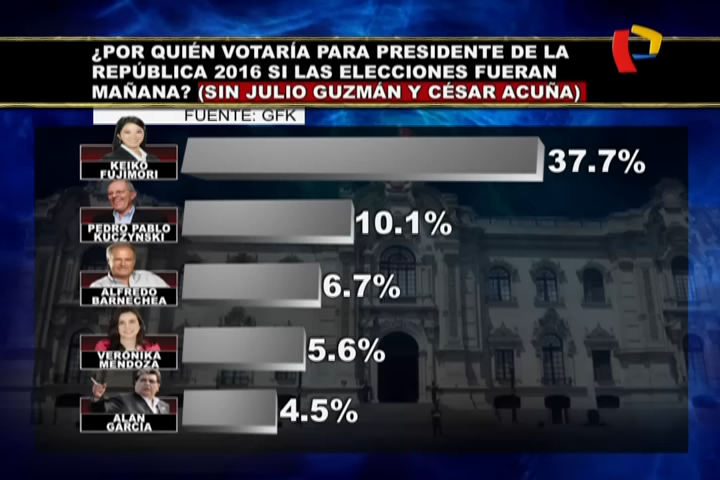 ¿POR QUIÉN VOTARÍA PARA PRESIDENTE DE LA
REPÚBLICA 2016 SI LAS ELECCIONES FUERAN
MAÑANA? (SIN JULIO GUZMÁN Y CÉSAR ACUÑA)
FUENTE: GFK
KEIKO
FUJIMORI
37.7%
PEDRO PABLO
KUCZYNSKI
10.1%
ALFREDO
BARNECHEA
6.7%
VERÓNIKA
MENDOZA
5.6%
ALAN
GARCÍA
4.5%